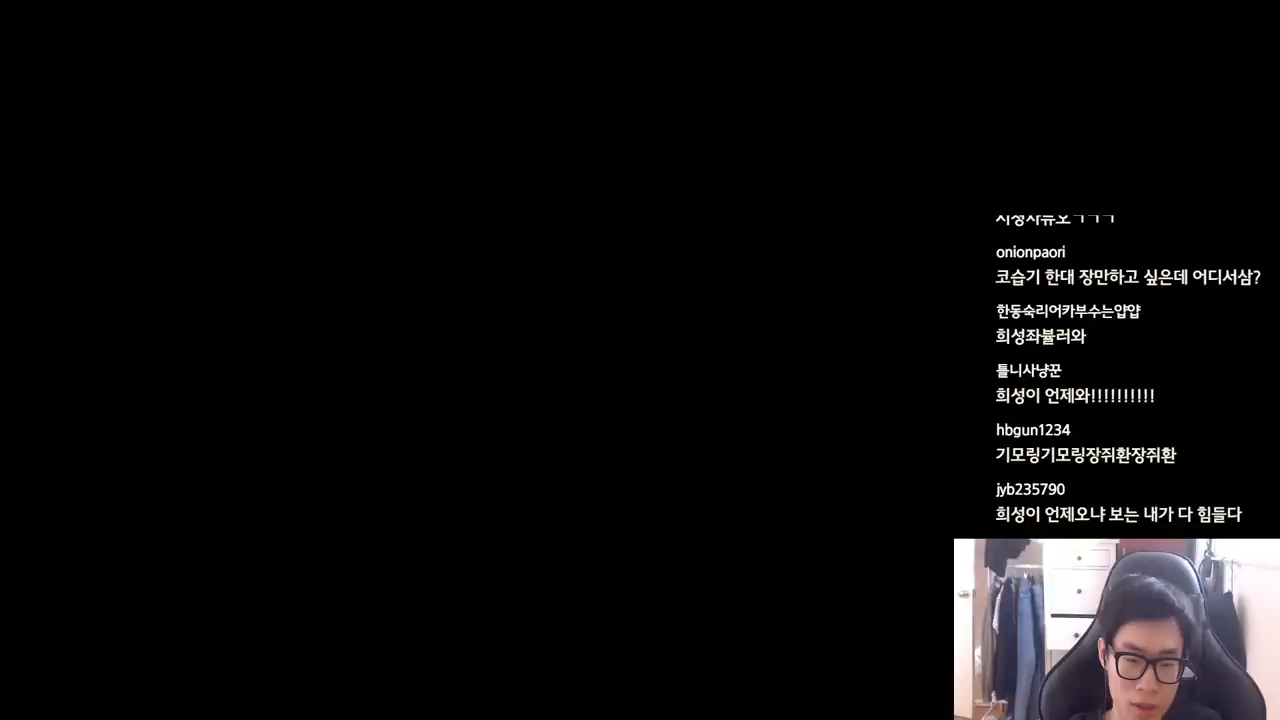 onionpaori
코습기 한대 장만하고 싶은데 어디서삼?
한동숙리어카부수는얍얍
희성좌뷸러와
틀니사냥꾼
희성이 언제와!!!!!!!!!!
hbgun1234
기모링기모링장쥐환장쥐환
jyb235790
희성이 언제오냐 보는 내가 다 힘들다